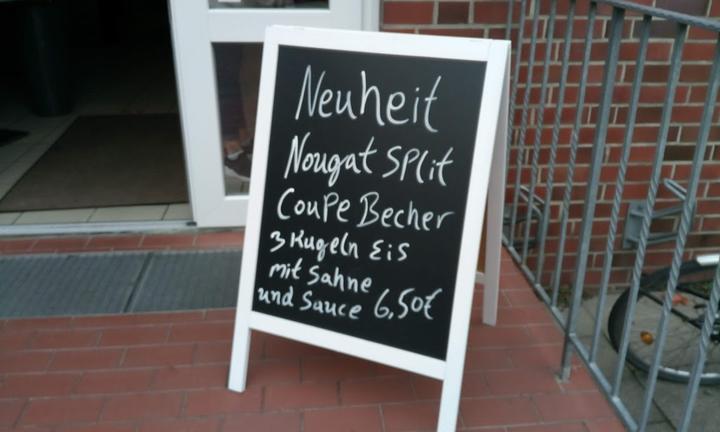 Neuheit
Nougat Split
Coupe Becher
3 Kugeln Eis
mit Sahne
und Sauce 6,50€